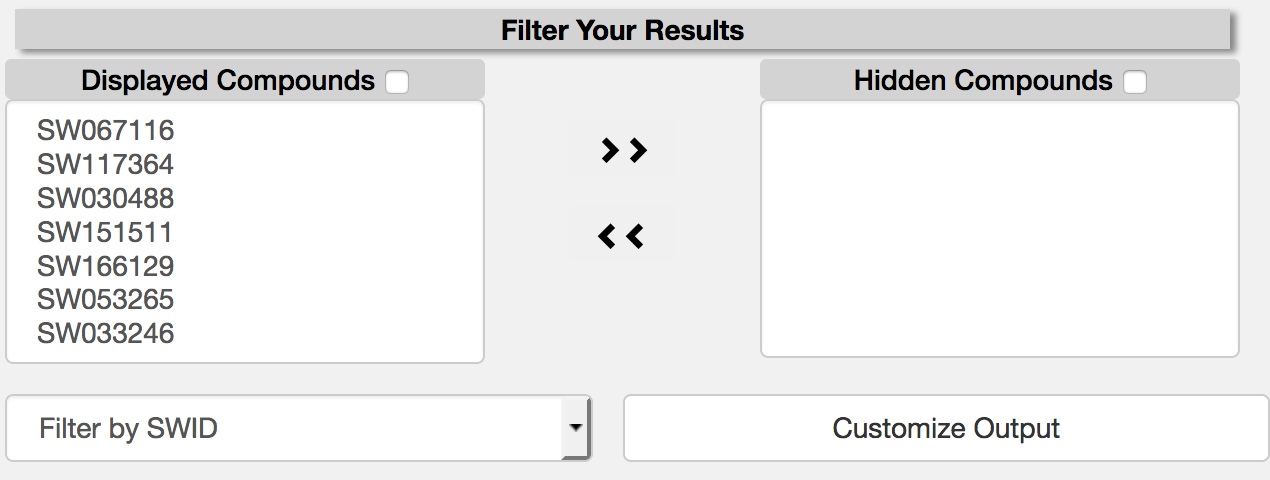 Filter Your Results
Displayed Compounds
Hidden Compounds
SW067116
SW117364
SW030488
SW151511
SW166129
SW053265
SW033246
>>
<<
Filter by SWID
Customize Output